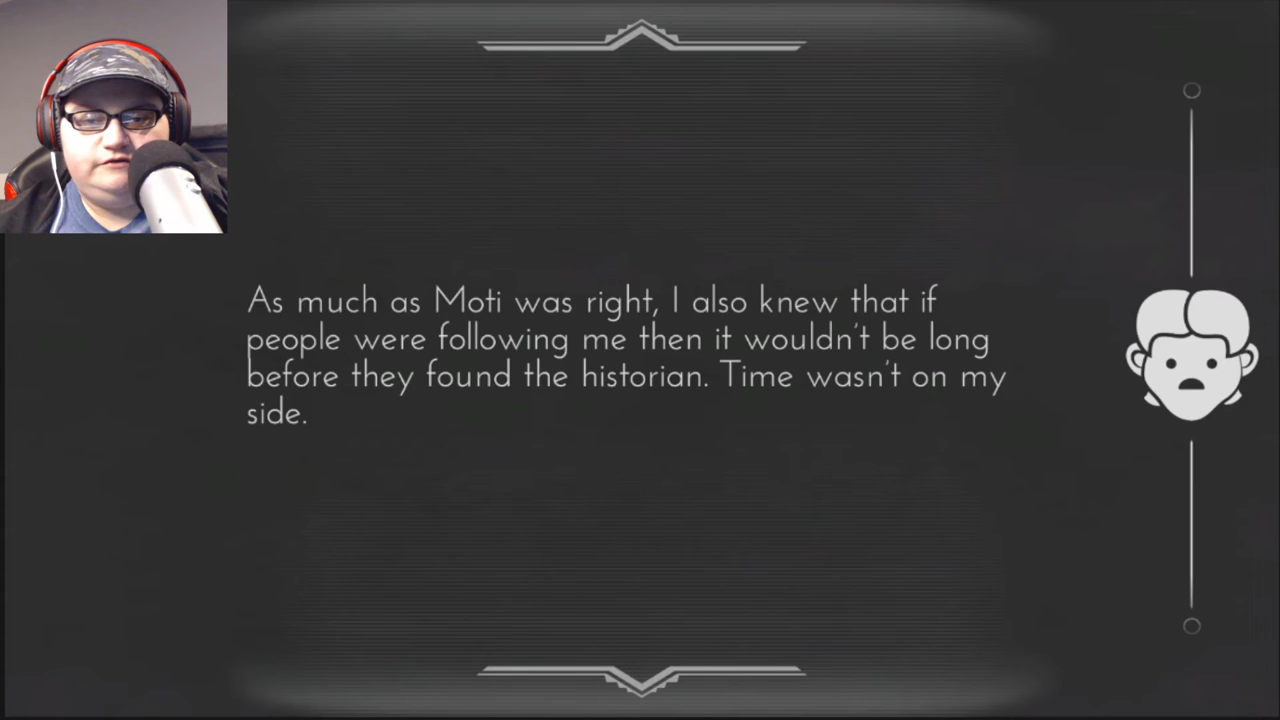 As much as Moti was right, I also knew that if
people were following me then it wouldn't be long
before they found the historian. Time wasn't on my
side.